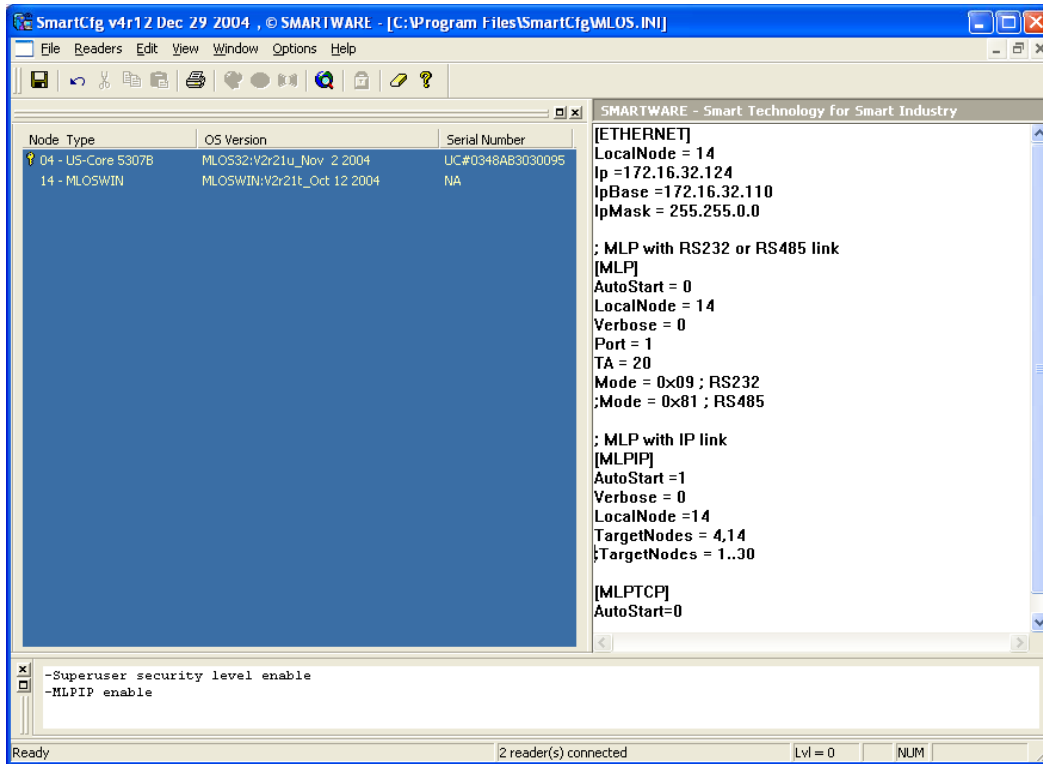 SmartCfg v4r12 Dec 29 2004 , © SMARTWARE - [C:\Program Files\SmartCfg\MLOS.INI]
File Readers Edit View Window Options Help
Node Type OS Version Serial Number
04 - US-Core 5307B MLOS32:V2r21u_Nov 2 2004 UC#0348AB3030095
14 - MLOSWIN MLOSWIN:V2r21t_Oct 12 2004 NA
SMARTWARE - Smart Technology for Smart Industry
[ETHERNET]
LocalNode = 14
Ip =172.16.32.124
IpBase =172.16.32.110
IpMask = 255.255.0.0
; MLP with RS232 or RS485 link
[MLP]
AutoStart = 0
LocalNode = 14
Verbose = 0
Port = 1
TA = 20
Mode = 0x09 ; RS232
;Mode = 0x81 ; RS485
; MLP with IP link
[MLPIP]
AutoStart =1
Verbose = 0
LocalNode =14
TargetNodes = 4,14
;TargetNodes = 1..30
[MLPTCP]
AutoStart=0
-Superuser security level enable
-MLPIP enable
Ready 2 reader(s) connected Lvl = 0 NUM